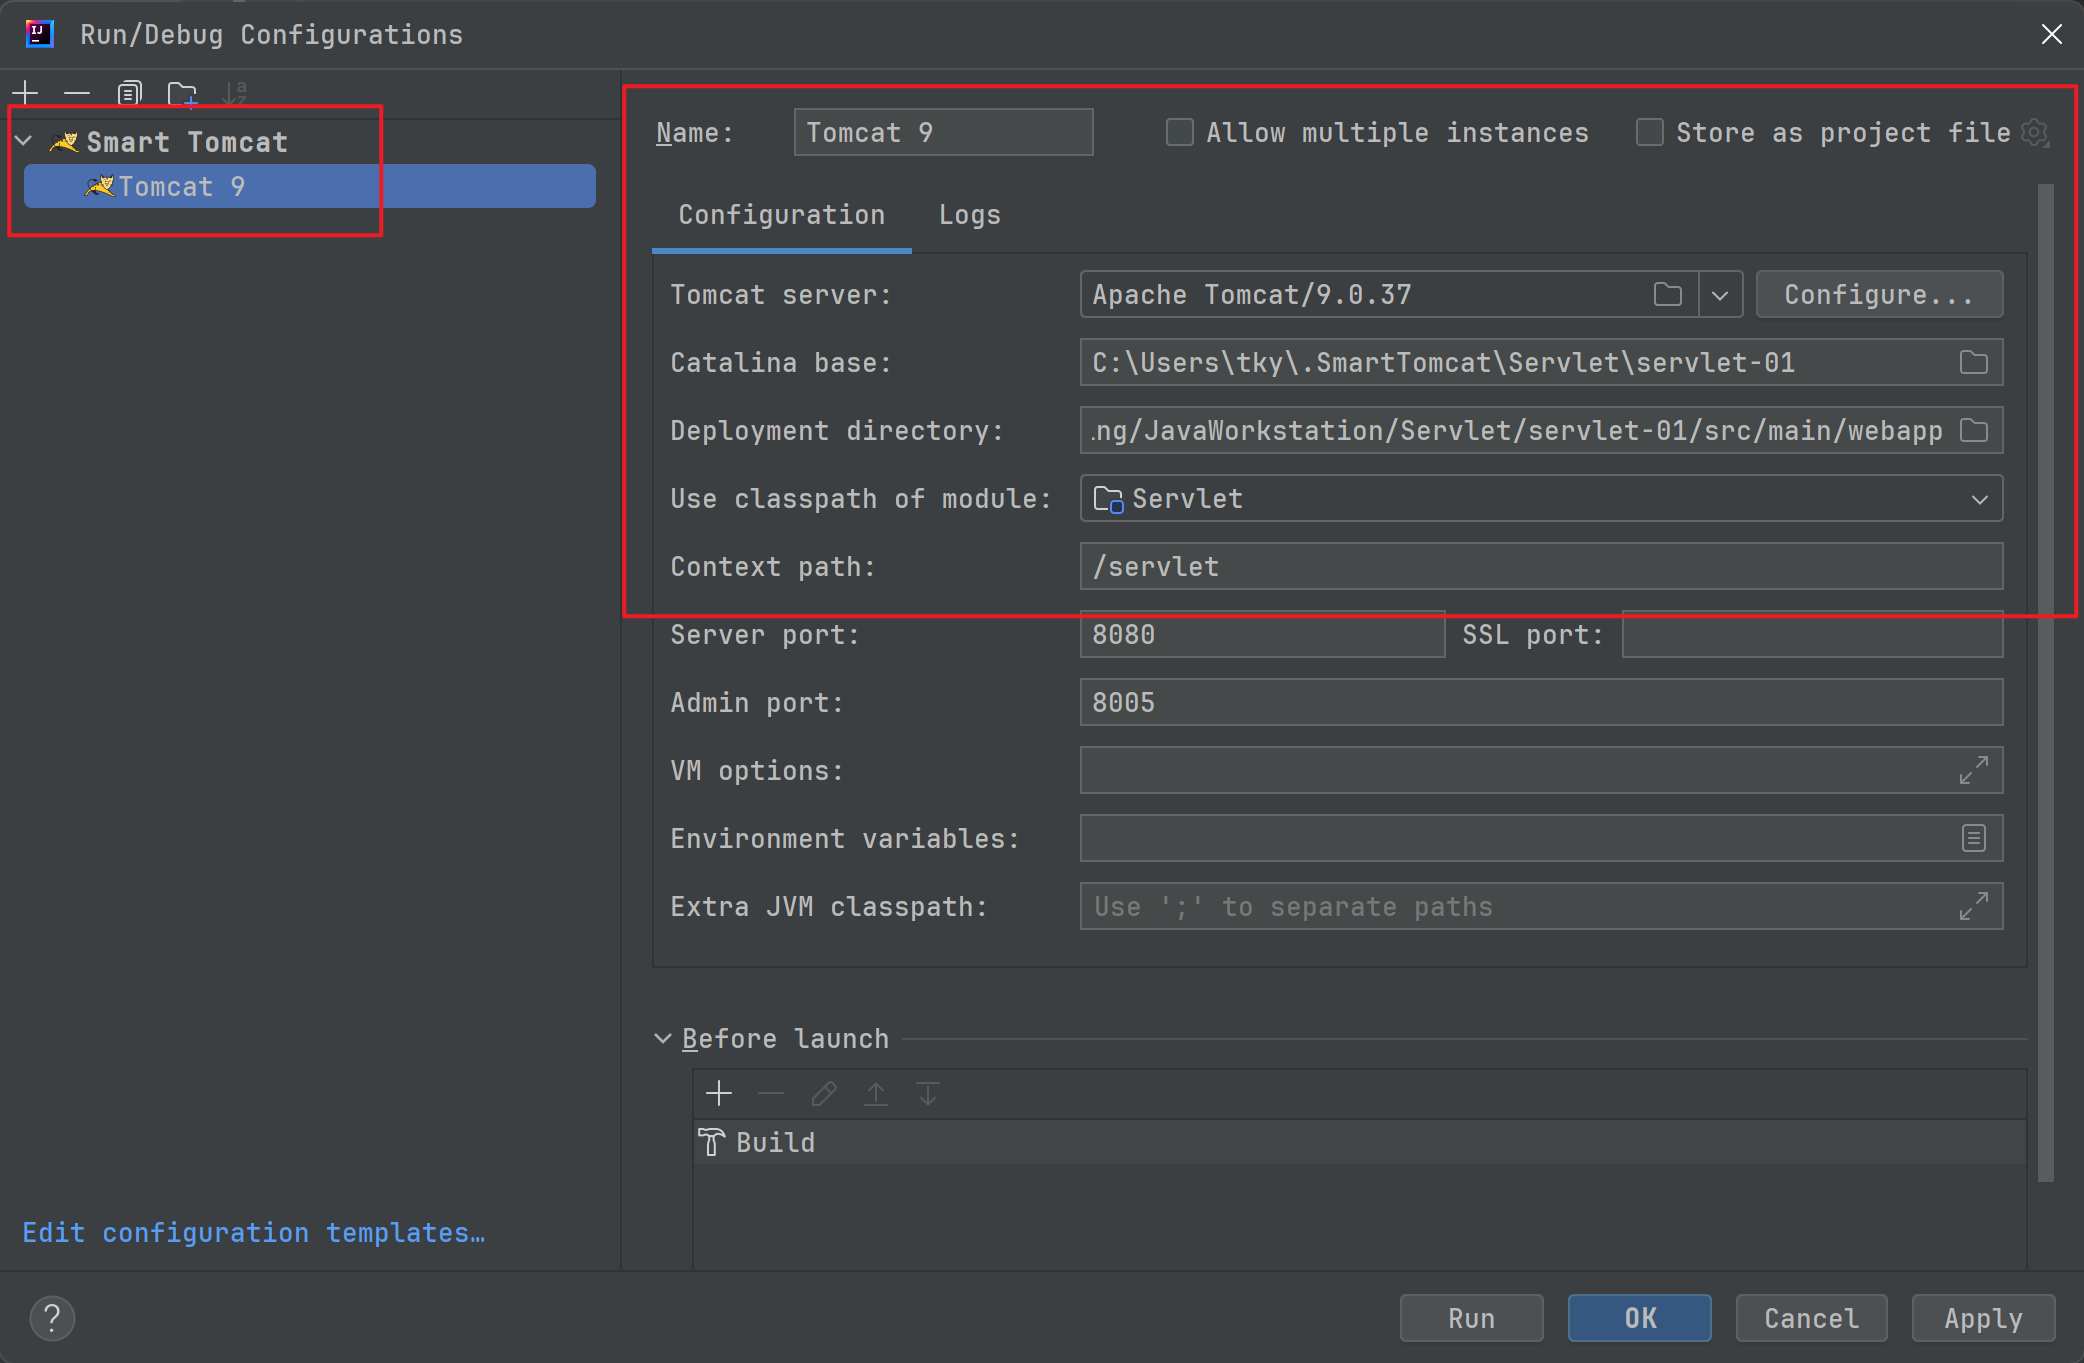 Run/Debug Configurations
Smart Tomcat
Tomcat 9
Name: Tomcat 9 Allow multiple instances Store as project file
Configuration Logs
Tomcat server: Apache Tomcat/9.0.37 Configure...
Catalina base: C:\Users\tky\.SmartTomcat\Servlet\servlet-01
Deployment directory: ing/JavaWorkstation/Servlet/servlet-01/src/main/webapp
Use classpath of module: Servlet
Context path: /servlet
Server port: 8080 SSL port:
Admin port: 8005
VM options:
Environment variables:
Extra JVM classpath: Use ';' to separate paths
Before launch
Build
Edit configuration templates…
? Run OK Cancel Apply